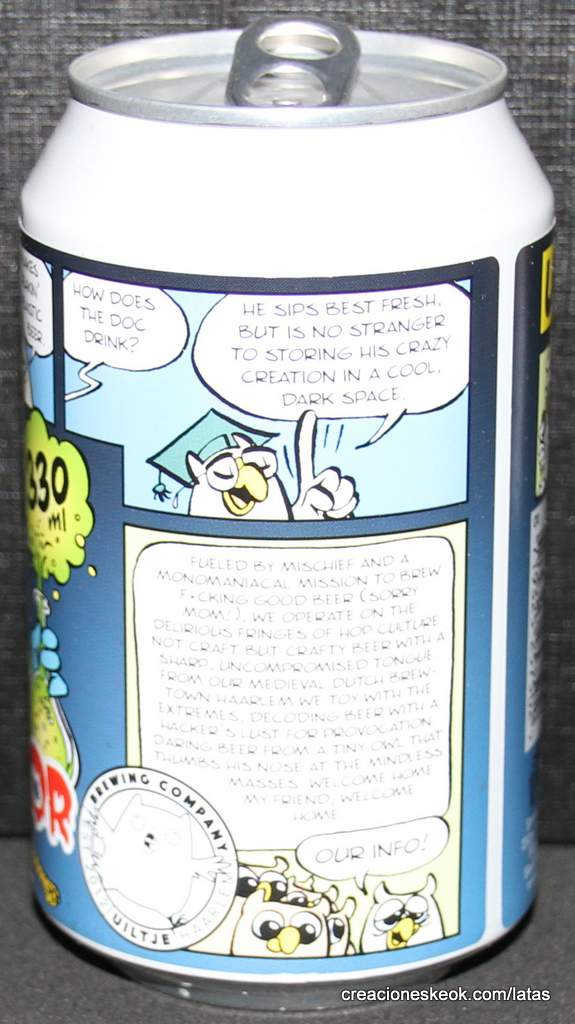 HOW DOES
THE DOC
DRINK?
HE SIPS BEST FRESH,
BUT IS NO STRANGER
TO STORING HIS CRAZY
CREATION IN A COOL,
DARK SPACE.
BEER.
330
ml
FUELED BY MISCHIEF AND A
MONOMANIACAL MISSION TO BREW
F*CKING GOOD BEER (SORRY
MOM!), WE OPERATE ON THE
DELIRIOUS FRINGES OF HOP CULTURE
NOT CRAFT BUT CRAFTY BEER WITH A
SHARP, UNCOMPROMISED TONGUE.
FROM OUR MEDIEVAL DUTCH BREW-
TOWN HAARLEM WE TOY WITH THE
EXTREMES, DECODING BEER WITH A
HACKER'S LUST FOR PROVOCATION.
DARING BEER FROM A TINY OWL THAT
THUMBS HIS NOSE AT THE MINDLESS
MASSES. WELCOME HOME
MY FRIEND, WELCOME
HOME.
OR
BREWING COMPANY
UILTJE HAARLEM
2012
OUR INFO!
creacioneskeok.com/latas